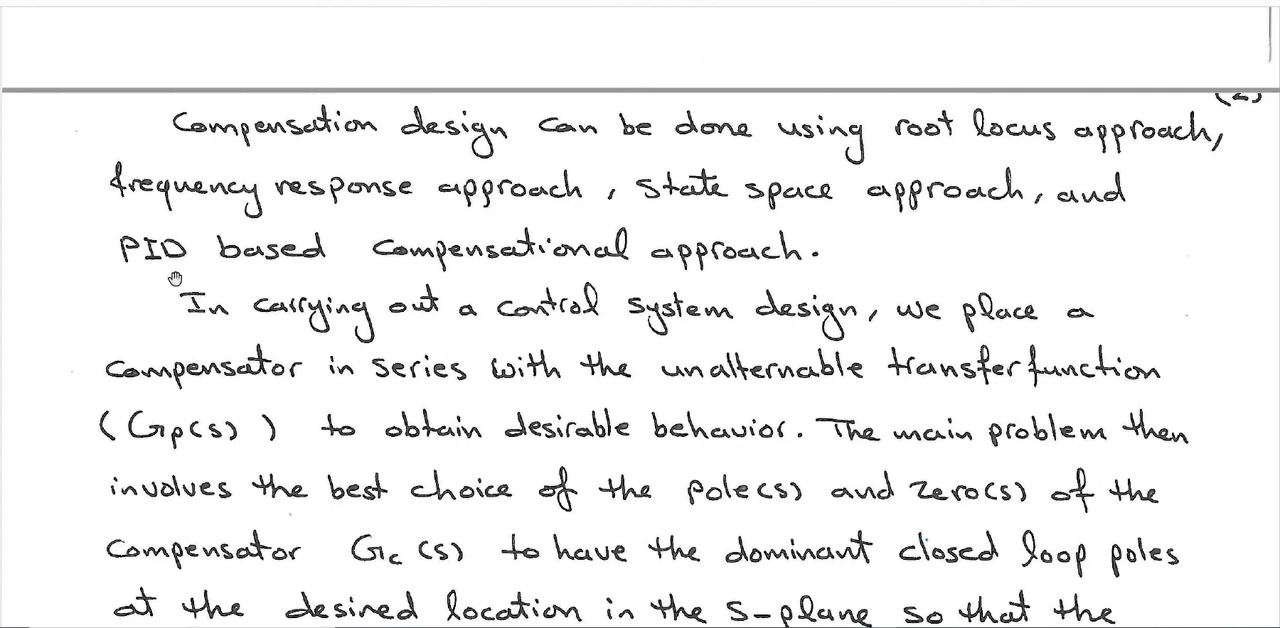 (2)
Compensation design can be done using root locus approach,
frequency response approach, state space approach, and
PID based compensational approach.
In carrying out a control system design, we place a
compensator in series with the unalternable transfer function
(Gp(s)) to obtain desirable behavior. The main problem then
involves the best choice of the pole(s) and zero(s) of the
compensator Gc(s) to have the dominant closed loop poles
at the desired location in the s-plane so that the